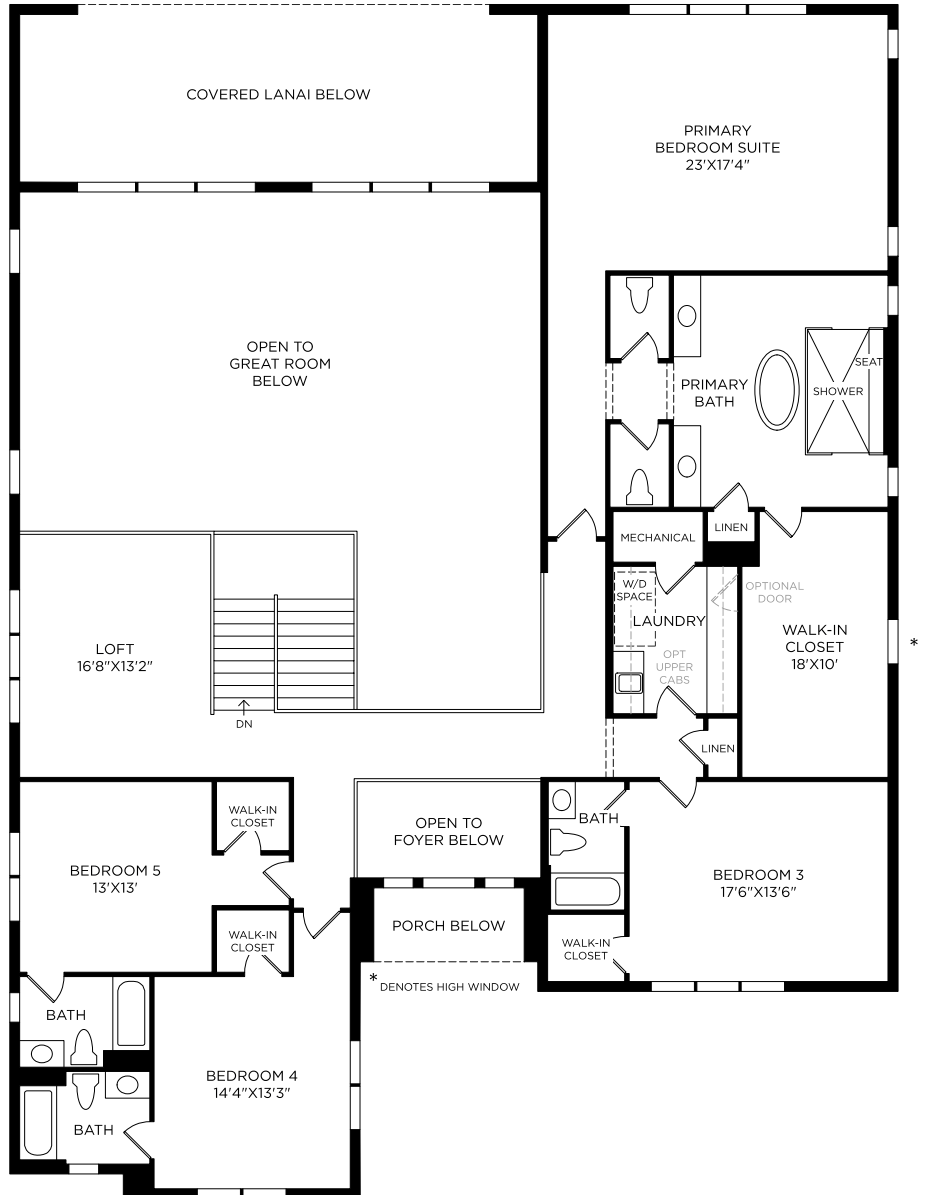 COVERED LANAI BELOW
PRIMARY
BEDROOM SUITE
23'X17'4"
OPEN TO
GREAT ROOM
BELOW
PRIMARY
BATH
SEAT
SHOWER
LINEN
MECHANICAL
W/D
SPACE
LAUNDRY
OPT
UPPER
CABS
OPTIONAL
DOOR
WALK-IN
CLOSET
18'X10'
*
LOFT
16'8"X13'2"
DN
LINEN
WALK-IN
CLOSET
OPEN TO
FOYER BELOW
BATH
BEDROOM 5
13'X13'
BEDROOM 3
17'6"X13'6"
WALK-IN
CLOSET
PORCH BELOW
WALK-IN
CLOSET
* DENOTES HIGH WINDOW
BATH
BEDROOM 4
14'4"X13'3"
BATH